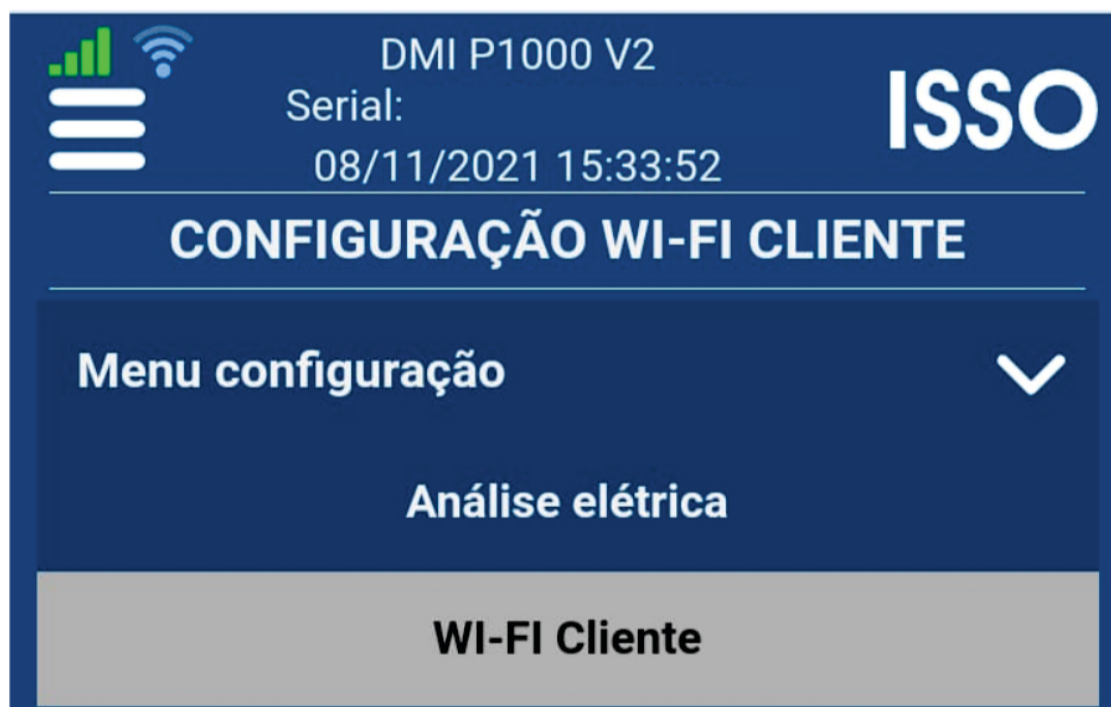 DMI P1000 V2
Serial:
08/11/2021 15:33:52
ISSO
CONFIGURAÇÃO WI-FI CLIENTE
Menu configuração
Análise elétrica
WI-FI Cliente